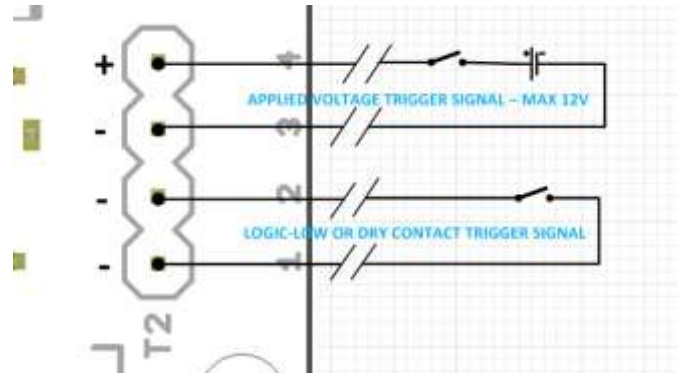 + 4
APPLIED VOLTAGE TRIGGER SIGNAL – MAX 12V
- 3
- 2
LOGIC-LOW OR DRY CONTACT TRIGGER SIGNAL
- 1
T2